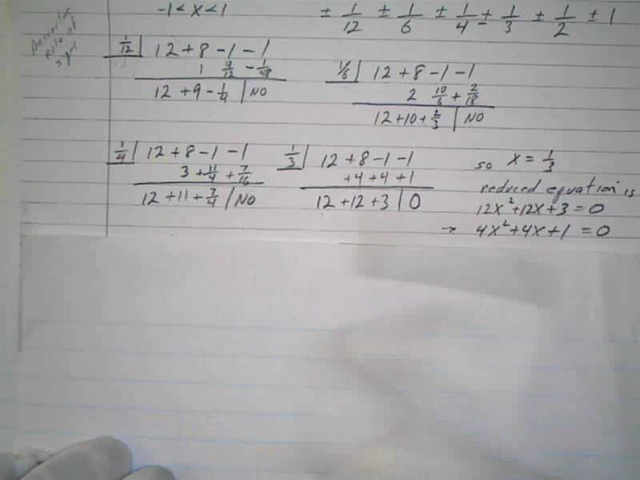 -1 < x < 1
± 1/12 ± 1/6 ± 1/4 ± 1/3 ± 1/2 ± 1
Rule of
1/12 | 12 + 8 - 1 - 1
1 9/12 - 1/48
12 + 9 - 1/4 | NO
1/6 | 12 + 8 - 1 - 1
2 10/6 + 2/18
12 + 10 + 2/3 | NO
1/4 | 12 + 8 - 1 - 1
3 + 11/4 + 7/16
12 + 11 + 7/4 | NO
1/3 | 12 + 8 - 1 - 1
+4 + 4 + 1
12 + 12 + 3 | 0
so x = 1/3
reduced equation is
12x² + 12x + 3 = 0
→ 4x² + 4x + 1 = 0